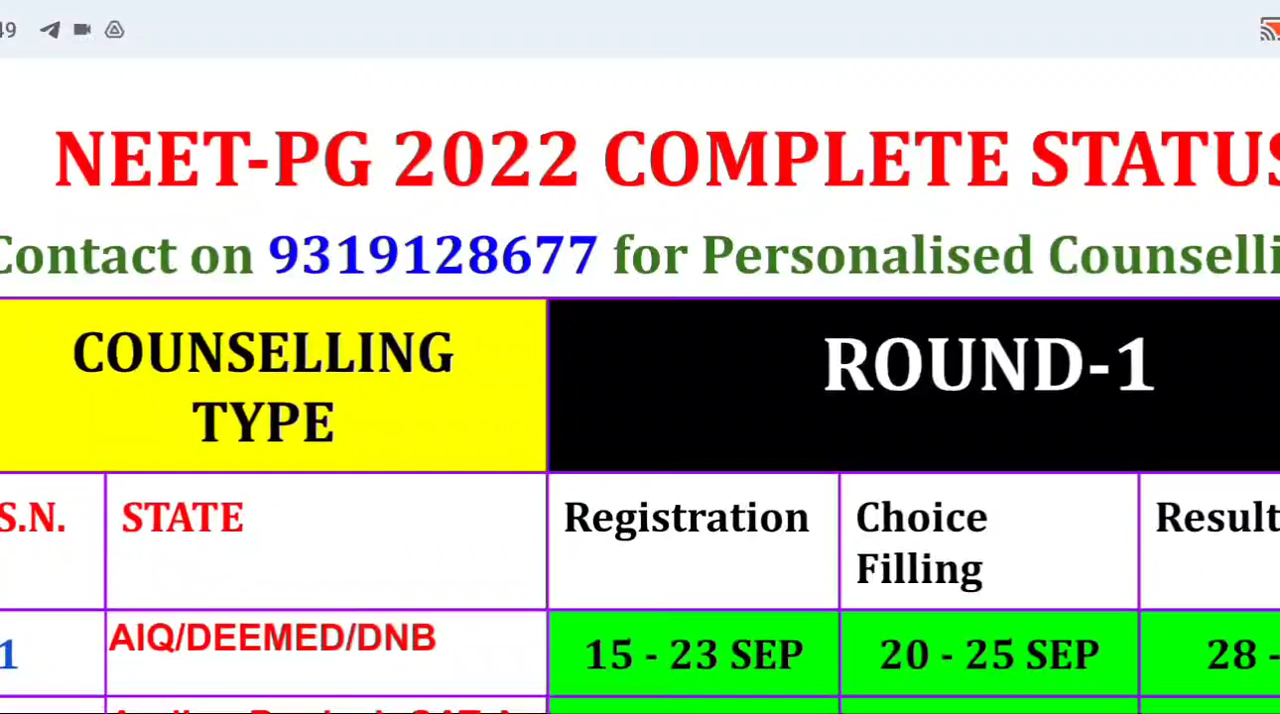 49
NEET-PG 2022 COMPLETE STATUS
Contact on 9319128677 for Personalised Counselli
COUNSELLING TYPE
ROUND-1
S.N.
STATE
Registration
Choice Filling
Result
1
AIQ/DEEMED/DNB
15 - 23 SEP
20 - 25 SEP
28 -